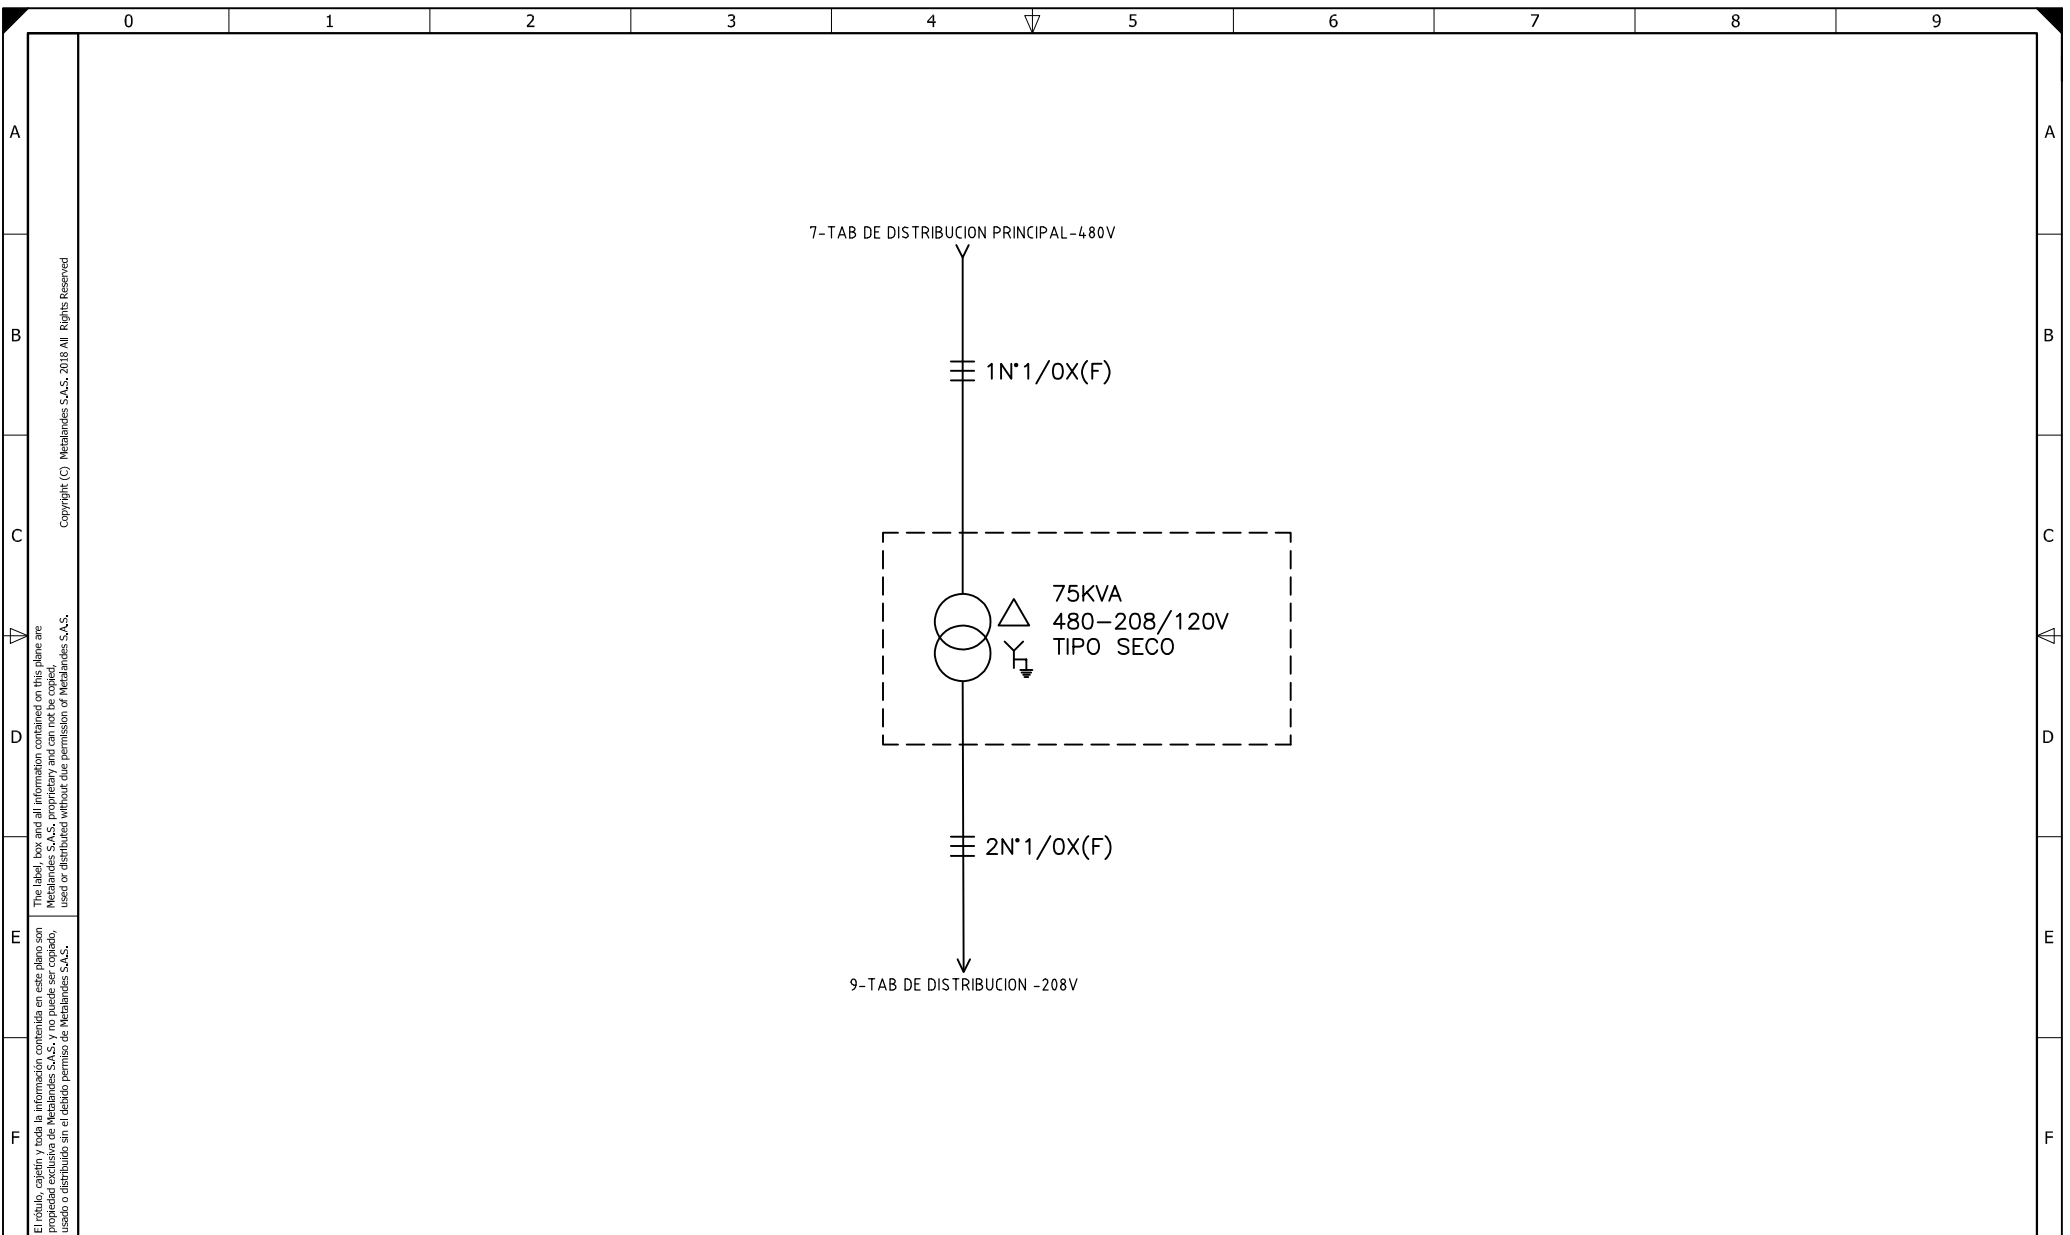 0 1 2 3 4 5 6 7 8 9
A A
7-TAB DE DISTRIBUCION PRINCIPAL-480V
B B
1N°1/0X(F)
C C
75KVA
480-208/120V
TIPO SECO
D D
2N°1/0X(F)
E E
9-TAB DE DISTRIBUCION -208V
F F
Copyright (C) Metalandes S.A.S. 2018 All Rights Reserved
The label, box and all information contained on this plane are
Metalandes S.A.S. proprietary and can not be copied,
used or distributed without due permission of Metalandes S.A.S.
El rótulo, cajetín y toda la información contenida en este plano son
propiedad exclusiva de Metalandes S.A.S. y no puede ser copiado,
usado o distribuido sin el debido permiso de Metalandes S.A.S.